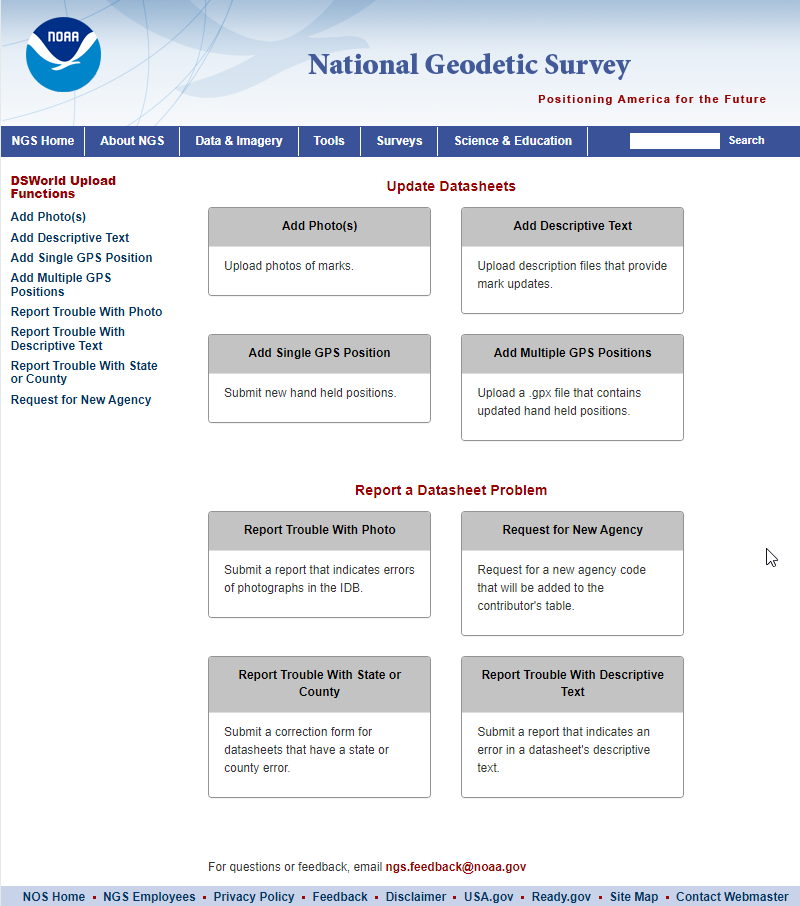 NOAA
National Geodetic Survey
Positioning America for the Future
NGS Home About NGS Data & Imagery Tools Surveys Science & Education Search
DSWorld Upload
Functions
Add Photo(s)
Add Descriptive Text
Add Single GPS Position
Add Multiple GPS
Positions
Report Trouble With Photo
Report Trouble With
Descriptive Text
Report Trouble With State
or County
Request for New Agency
Update Datasheets
Add Photo(s)
Upload photos of marks.
Add Descriptive Text
Upload description files that provide
mark updates.
Add Single GPS Position
Submit new hand held positions.
Add Multiple GPS Positions
Upload a .gpx file that contains
updated hand held positions.
Report a Datasheet Problem
Report Trouble With Photo
Submit a report that indicates errors
of photographs in the IDB.
Request for New Agency
Request for a new agency code
that will be added to the
contributor's table.
Report Trouble With State or
County
Submit a correction form for
datasheets that have a state or
county error.
Report Trouble With Descriptive
Text
Submit a report that indicates an
error in a datasheet's descriptive
text.
For questions or feedback, email ngs.feedback@noaa.gov
NOS Home ▪ NGS Employees ▪ Privacy Policy ▪ Feedback ▪ Disclaimer ▪ USA.gov ▪ Ready.gov ▪ Site Map ▪ Contact Webmaster